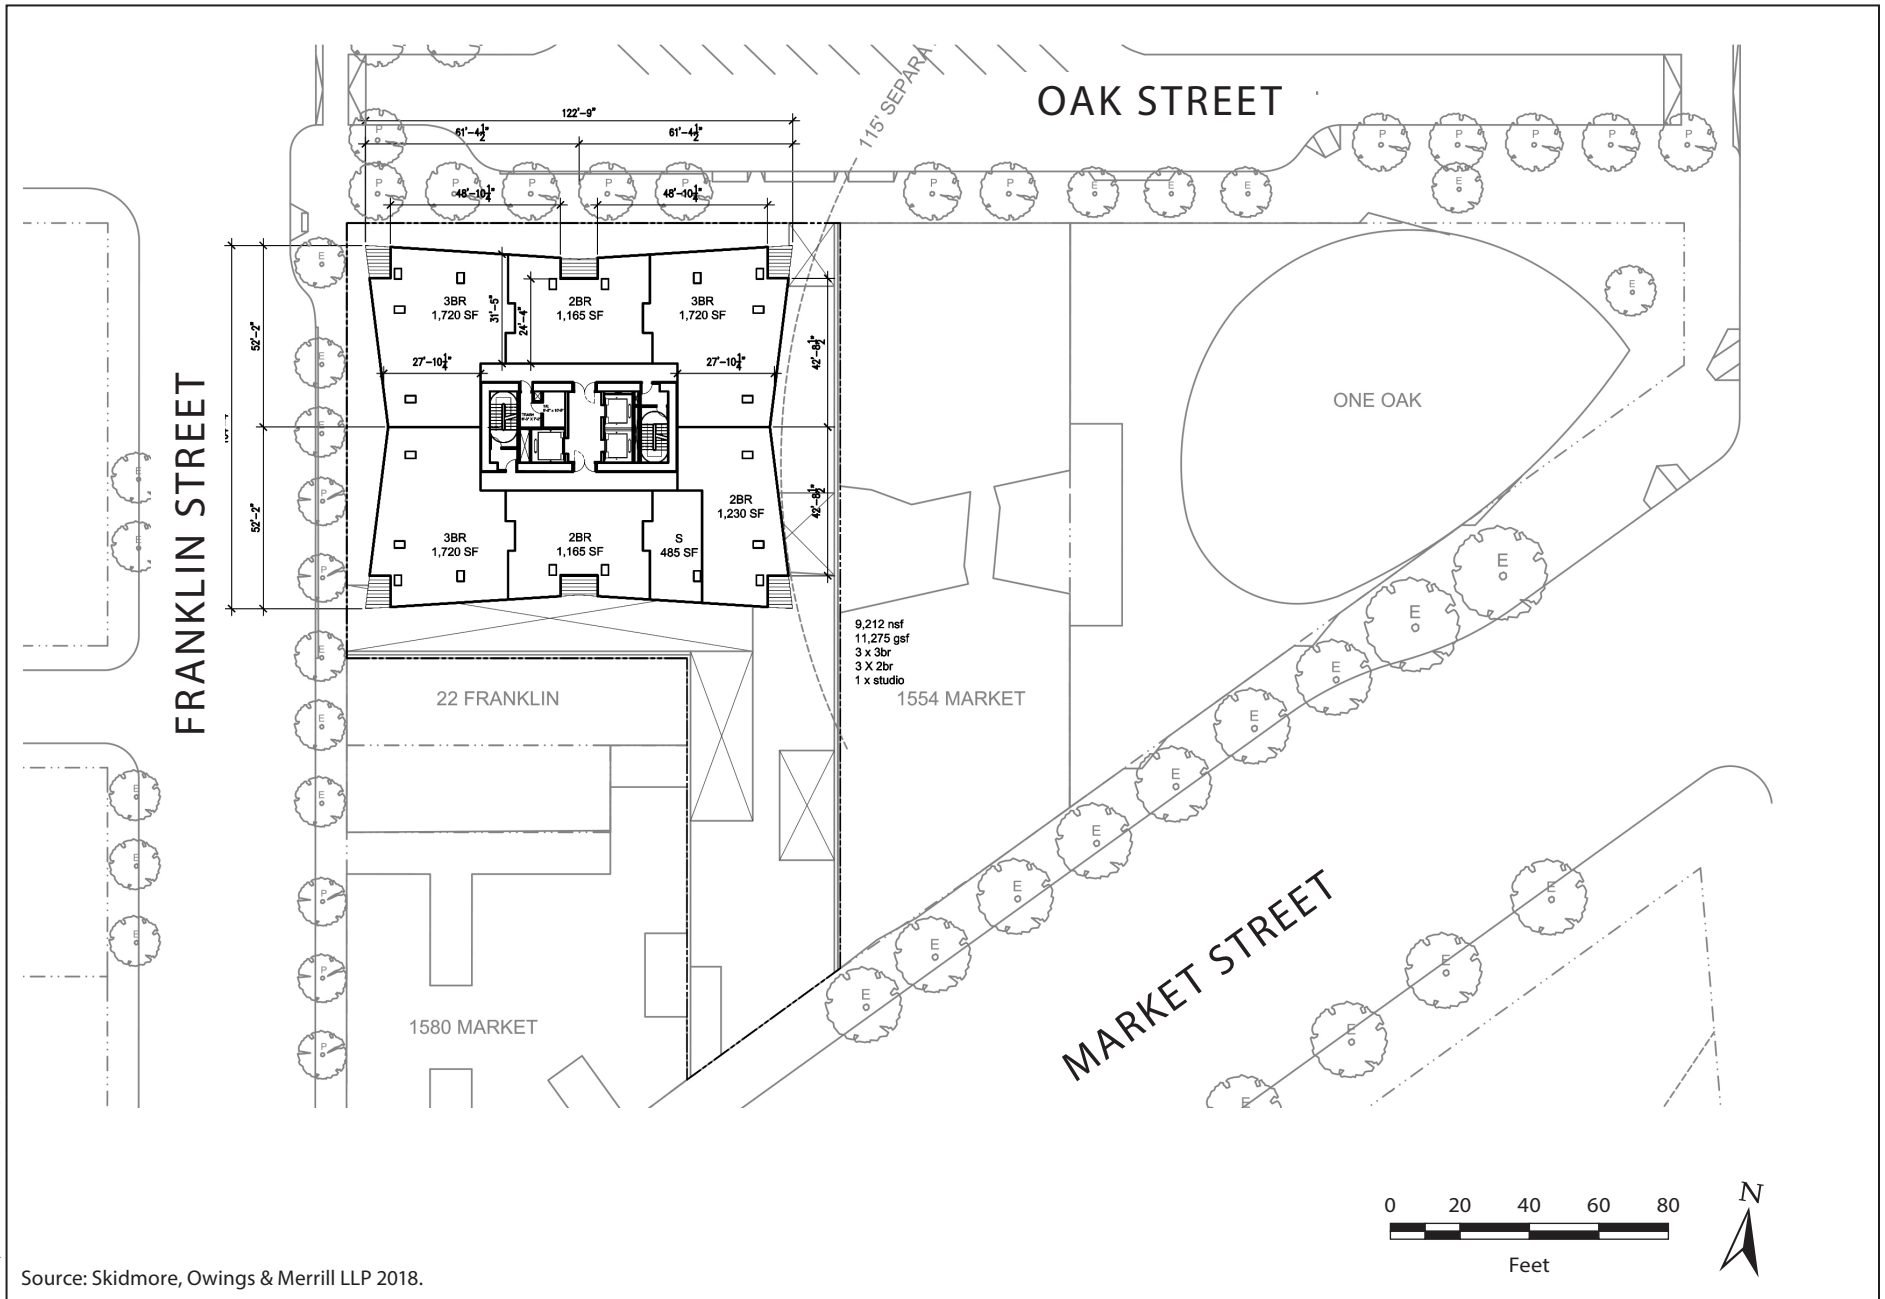 OAK STREET
115' SEPARA
122'-9"
61'-4½"
61'-4½"
48'-10¼"
48'-10¼"
P
P
P
P
P
P
P
P
E
E
E
P
P
P
P
P
E
E
3BR
1,720 SF
31'-5"
24'-4"
2BR
1,165 SF
3BR
1,720 SF
52'-2"
27'-10¼"
27'-10¼"
42'-8½"
FRANKLIN STREET
TRASH
ONE OAK
52'-2"
42'-8½"
3BR
1,720 SF
2BR
1,165 SF
S
485 SF
2BR
1,230 SF
E
E
P
E
E
P
E
P
E
E
E
E
E
9,212 nsf
11,275 gsf
3 x 3br
3 X 2br
1 x studio
22 FRANKLIN
1554 MARKET
E
E
E
E
E
E
E
E
E
P
P
P
1580 MARKET
MARKET STREET
E
E
E
E
N
0 20 40 60 80
Feet
Source: Skidmore, Owings & Merrill LLP 2018.